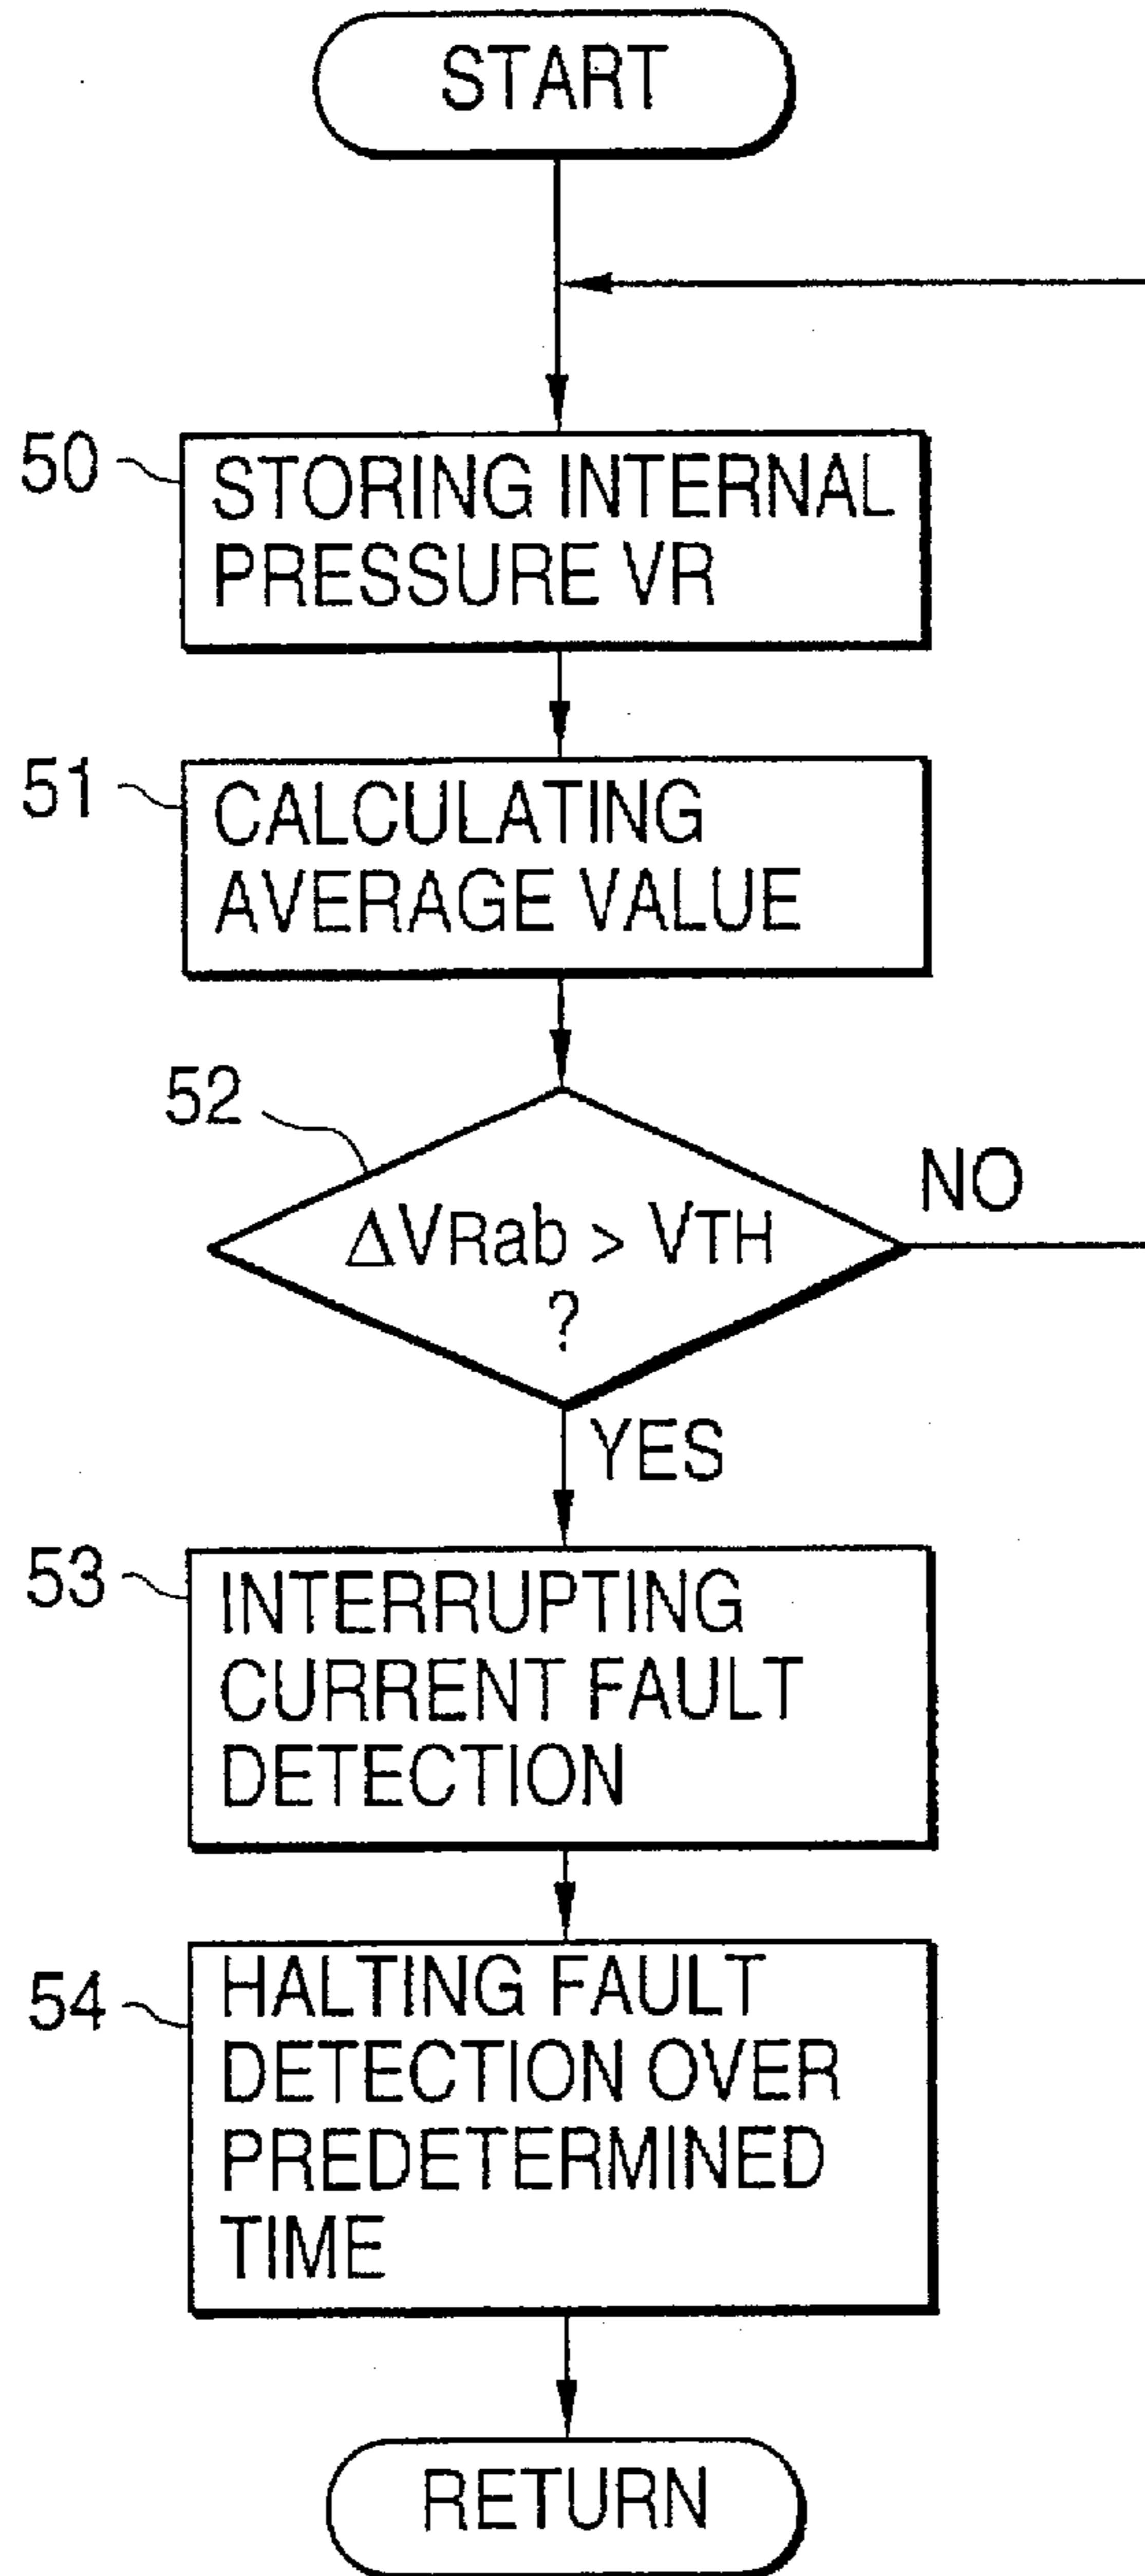 START
50
STORING INTERNAL
PRESSURE VR
51
CALCULATING
AVERAGE VALUE
52
ΔVRab > VTH
?
NO
YES
53
INTERRUPTING
CURRENT FAULT
DETECTION
54
HALTING FAULT
DETECTION OVER
PREDETERMINED
TIME
RETURN